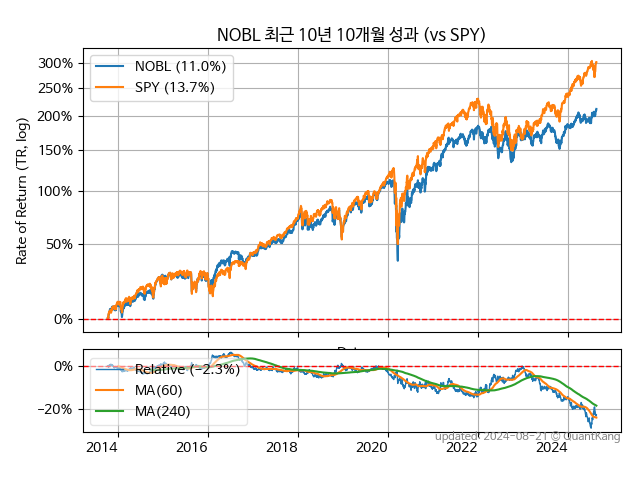 NOBL 최근 10년 10개월 성과 (vs SPY)
Rate of Return (TR, log)
300%
250%
200%
150%
100%
50%
0%
NOBL (11.0%)
SPY (13.7%)
0%
−20%
Relative (−2.3%)
MA(60)
MA(240)
updated: 2024-08-21 © QuantKang
2014 2016 2018 2020 2022 2024